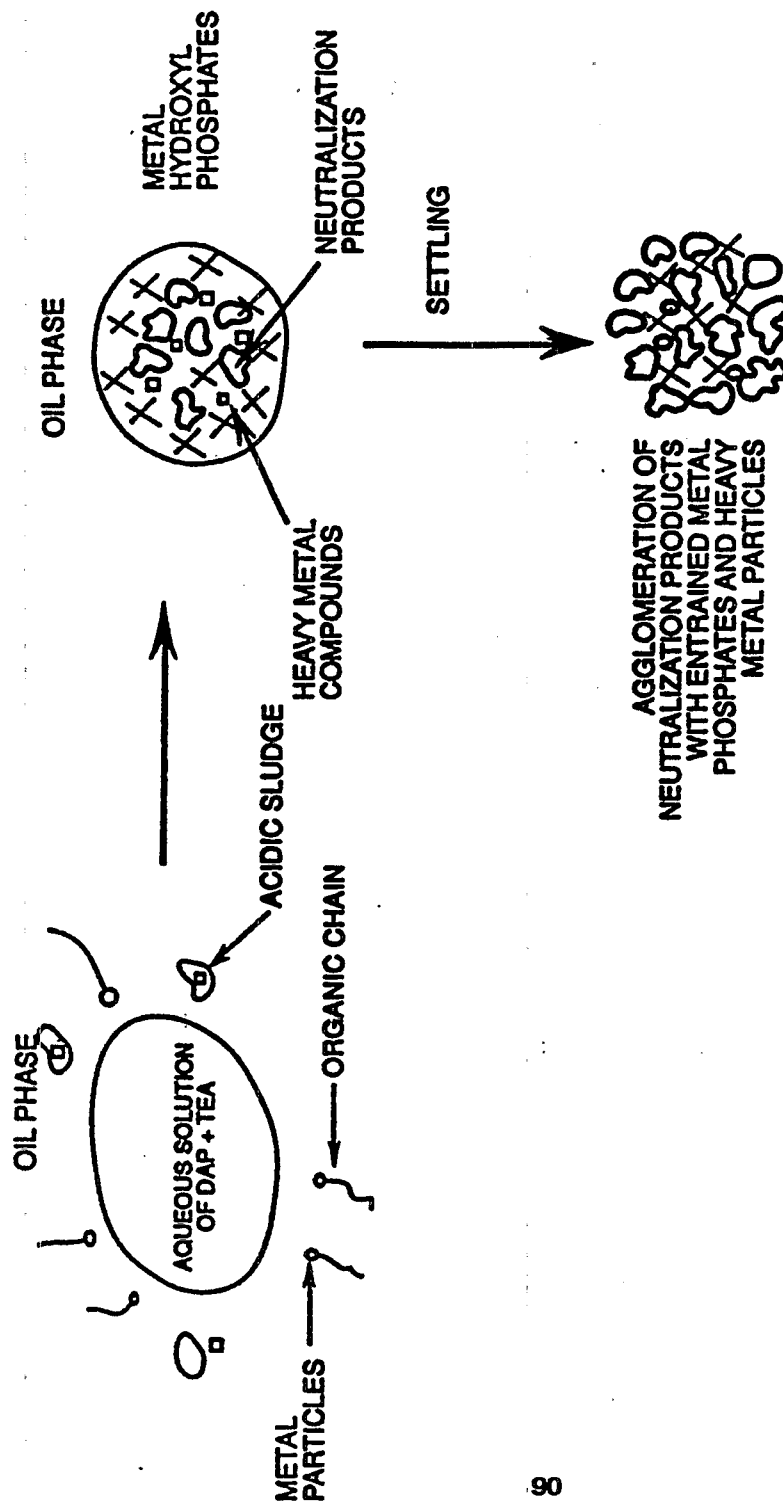 OIL PHASE
AQUEOUS SOLUTION
OF DAP + TEA
ACIDIC SLUDGE
ORGANIC CHAIN
METAL
PARTICLES
OIL PHASE
METAL
HYDROXYL
PHOSPHATES
NEUTRALIZATION
PRODUCTS
HEAVY METAL
COMPOUNDS
SETTLING
AGGLOMERATION OF
NEUTRALIZATION PRODUCTS
WITH ENTRAINED METAL
PHOSPHATES AND HEAVY
METAL PARTICLES
90